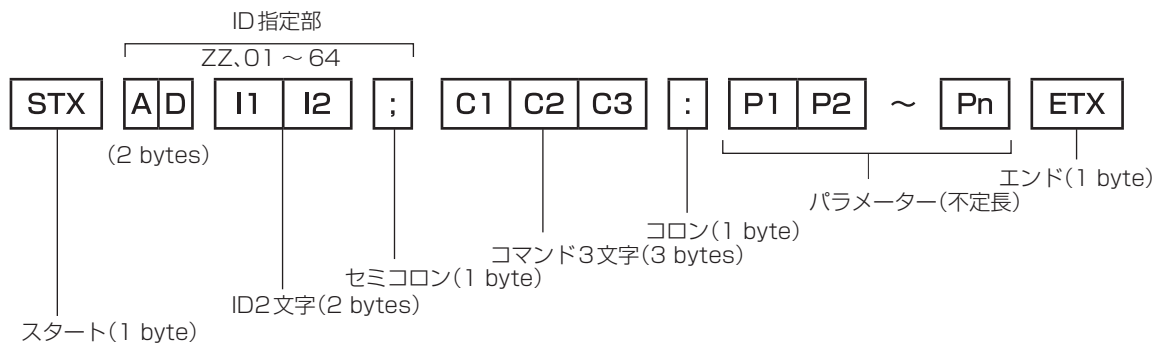 ID指定部
ZZ、01 ～ 64
STX A D I1 I2 ; C1 C2 C3 : P1 P2 ～ Pn ETX
(2 bytes)
エンド(1 byte)
パラメーター(不定長)
コロン(1 byte)
コマンド3文字(3 bytes)
セミコロン(1 byte)
ID2文字(2 bytes)
スタート(1 byte)